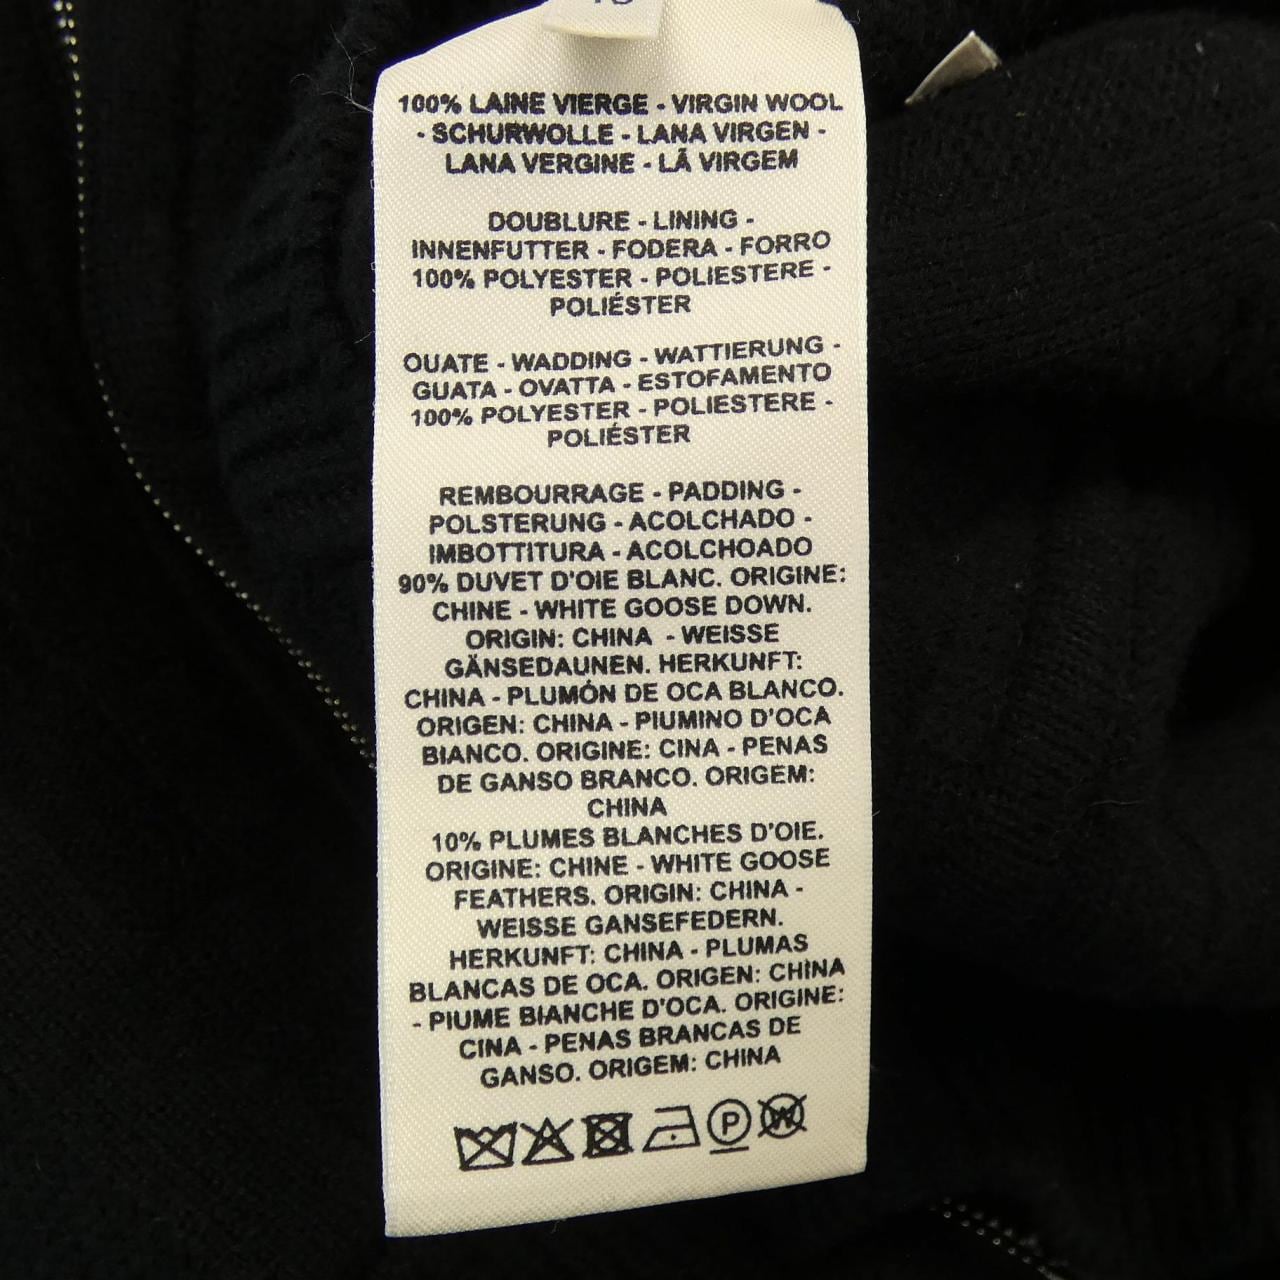 100% LAINE VIERGE - VIRGIN WOOL
- SCHURWOLLE - LANA VIRGEN -
LANA VERGINE - LÃ VIRGEM
DOUBLURE - LINING -
INNENFUTTER - FODERA - FORRO
100% POLYESTER - POLIESTERE -
POLIÉSTER
OUATE - WADDING - WATTIERUNG -
GUATA - OVATTA - ESTOFAMENTO
100% POLYESTER - POLIESTERE -
POLIÉSTER
REMBOURRAGE - PADDING -
POLSTERUNG - ACOLCHADO -
IMBOTTITURA - ACOLCHOADO
90% DUVET D'OIE BLANC. ORIGINE:
CHINE - WHITE GOOSE DOWN.
ORIGIN: CHINA - WEISSE
GÄNSEDAUNEN. HERKUNFT:
CHINA - PLUMÓN DE OCA BLANCO.
ORIGEN: CHINA - PIUMINO D'OCA
BIANCO. ORIGINE: CINA - PENAS
DE GANSO BRANCO. ORIGEM:
CHINA
10% PLUMES BLANCHES D'OIE.
ORIGINE: CHINE - WHITE GOOSE
FEATHERS. ORIGIN: CHINA -
WEISSE GANSEFEDERN.
HERKUNFT: CHINA - PLUMAS
BLANCAS DE OCA. ORIGEN: CHINA
- PIUME BIANCHE D'OCA. ORIGINE:
CINA - PENAS BRANCAS DE
GANSO. ORIGEM: CHINA
P W